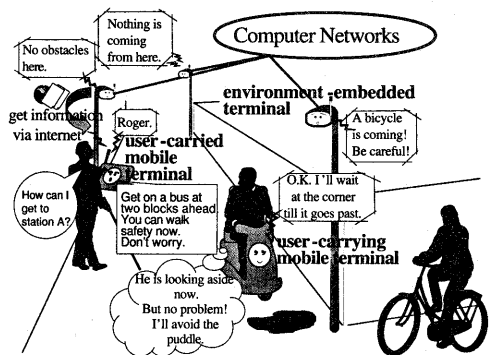 Nothing is
coming
from here.
Computer Networks
No obstacles
here.
environment -embedded
terminal
get information
via internet
Roger.
A bicycle
is coming!
Be careful!
user-carried
mobile
terminal
How can I
get to
station A?
Get on a bus at
two blocks ahead.
You can walk
safety now.
Don't worry.
O.K. I'll wait
at the corner
till it goes past.
user-carrying
mobile terminal
He is looking aside
now.
But no problem!
I'll avoid the
puddle.